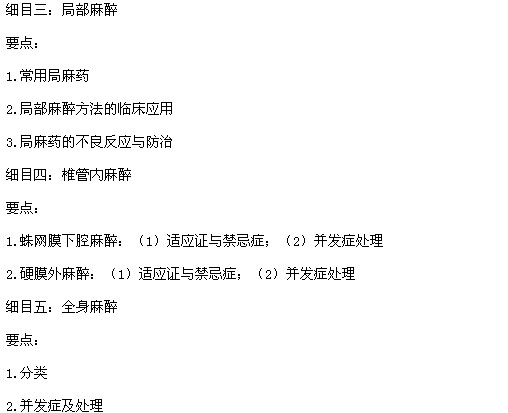 细目三：局部麻醉
要点：
1.常用局麻药
2.局部麻醉方法的临床应用
3.局麻药的不良反应与防治
细目四：椎管内麻醉
要点：
1.蛛网膜下腔麻醉：（1）适应证与禁忌症；（2）并发症处理
2.硬膜外麻醉：（1）适应证与禁忌症；（2）并发症处理
细目五：全身麻醉
要点：
1.分类
2.并发症及处理